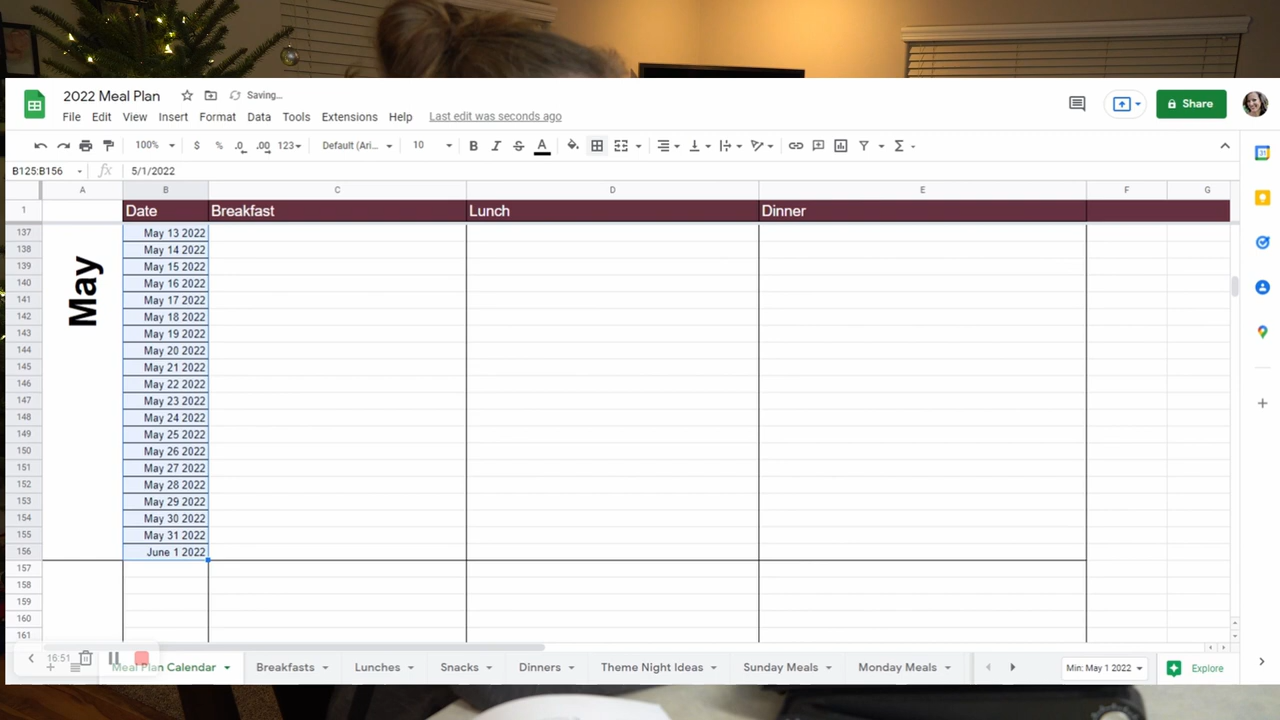 2022 Meal Plan Saving...
File Edit View Insert Format Data Tools Extensions Help Last edit was seconds ago
Share
100% $ % .0 .00 123 Default (Ari... 10 B I S A
B125:B156 fx 5/1/2022
A B C D E F G
1 Date Breakfast Lunch Dinner
May
137 May 13 2022
138 May 14 2022
139 May 15 2022
140 May 16 2022
141 May 17 2022
142 May 18 2022
143 May 19 2022
144 May 20 2022
145 May 21 2022
146 May 22 2022
147 May 23 2022
148 May 24 2022
149 May 25 2022
150 May 26 2022
151 May 27 2022
152 May 28 2022
153 May 29 2022
154 May 30 2022
155 May 31 2022
156 June 1 2022
157
158
159
160
161
16:51
Meal Plan Calendar Breakfasts Lunches Snacks Dinners Theme Night Ideas Sunday Meals Monday Meals Min: May 1 2022 Explore